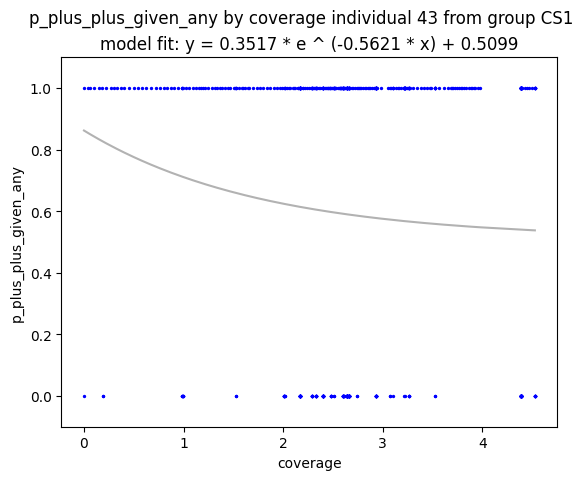 p_plus_plus_given_any by coverage individual 43 from group CS1
model fit: y = 0.3517 * e ^ (-0.5621 * x) + 0.5099
1.0
0.8
0.6
0.4
0.2
0.0
p_plus_plus_given_any
0 1 2 3 4
coverage